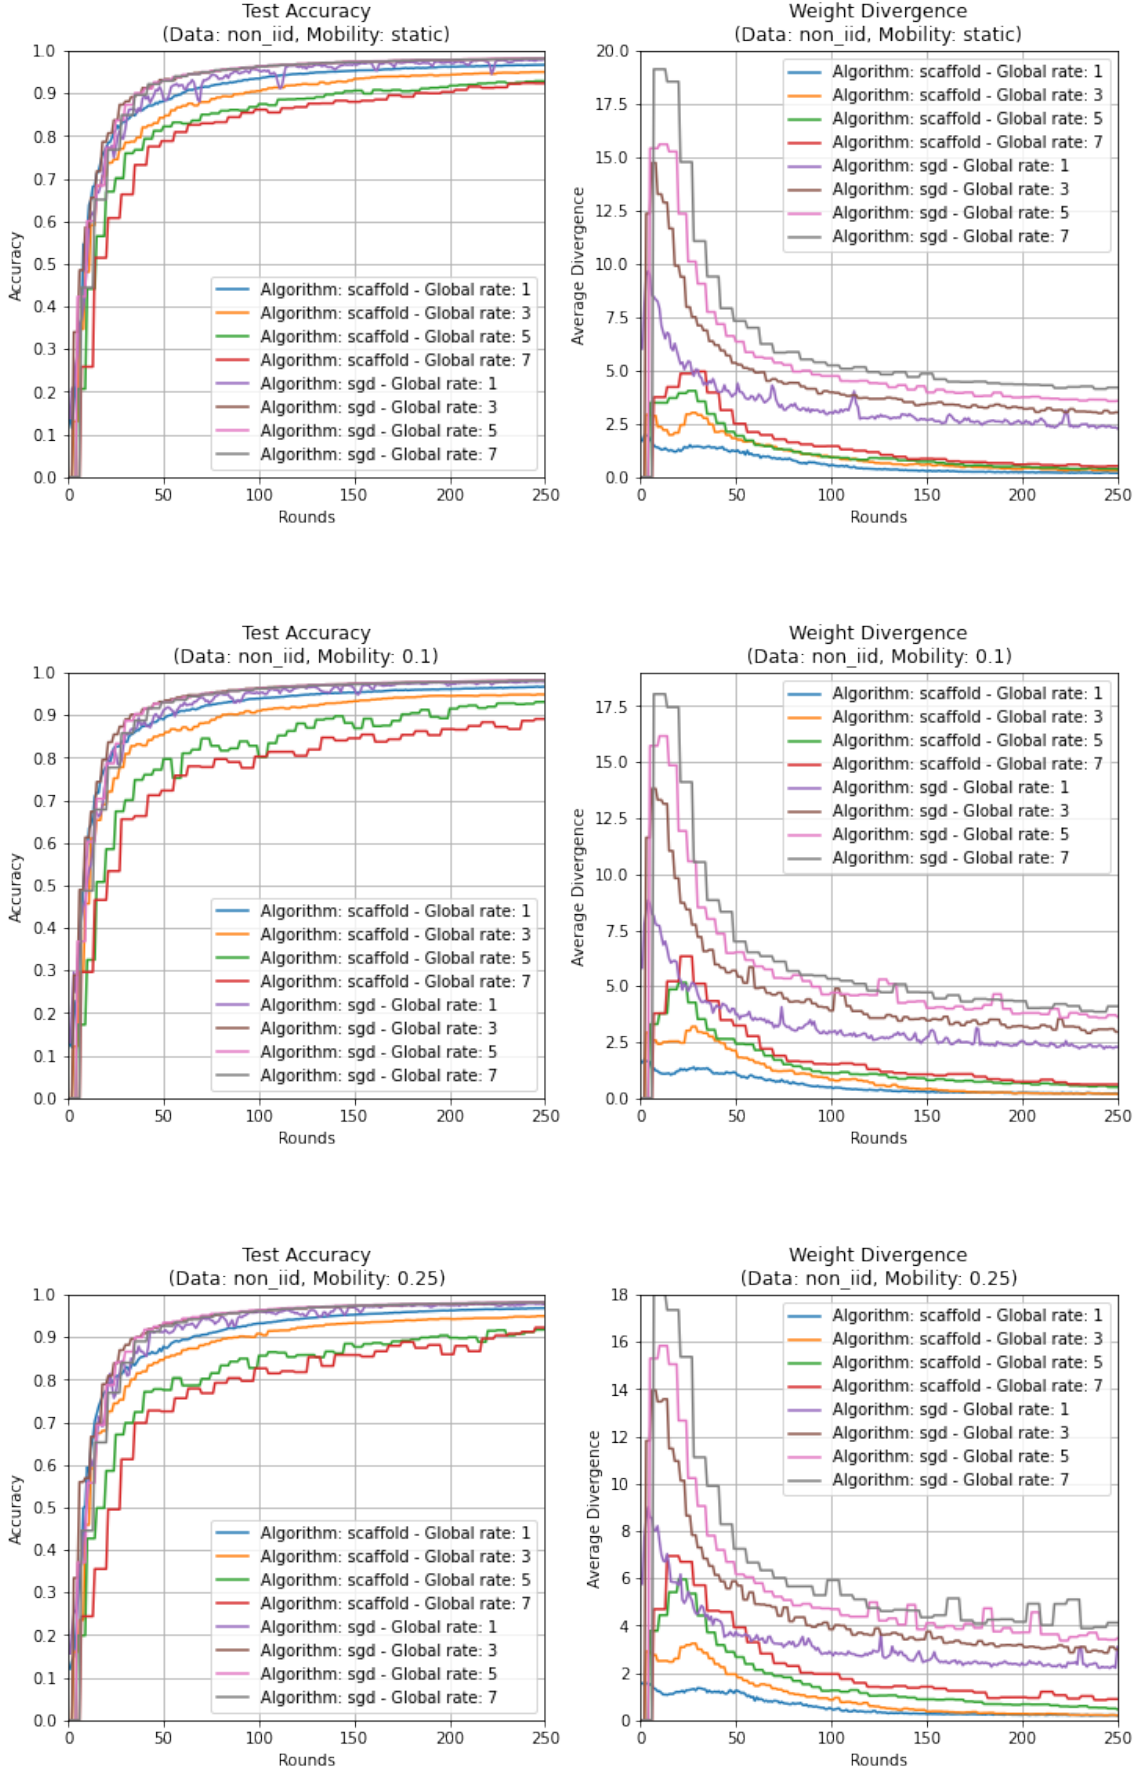 Test Accuracy
(Data: non_iid, Mobility: static)
1.0
0.9
0.8
0.7
0.6
0.5
0.4
0.3
0.2
0.1
0.0
Accuracy
Algorithm: scaffold - Global rate: 1
Algorithm: scaffold - Global rate: 3
Algorithm: scaffold - Global rate: 5
Algorithm: scaffold - Global rate: 7
Algorithm: sgd - Global rate: 1
Algorithm: sgd - Global rate: 3
Algorithm: sgd - Global rate: 5
Algorithm: sgd - Global rate: 7
0 50 100 150 200 250
Rounds
Weight Divergence
(Data: non_iid, Mobility: static)
20.0
17.5
15.0
12.5
10.0
7.5
5.0
2.5
0.0
Average Divergence
Algorithm: scaffold - Global rate: 1
Algorithm: scaffold - Global rate: 3
Algorithm: scaffold - Global rate: 5
Algorithm: scaffold - Global rate: 7
Algorithm: sgd - Global rate: 1
Algorithm: sgd - Global rate: 3
Algorithm: sgd - Global rate: 5
Algorithm: sgd - Global rate: 7
0 50 100 150 200 250
Rounds
Test Accuracy
(Data: non_iid, Mobility: 0.1)
1.0
0.9
0.8
0.7
0.6
0.5
0.4
0.3
0.2
0.1
0.0
Accuracy
Algorithm: scaffold - Global rate: 1
Algorithm: scaffold - Global rate: 3
Algorithm: scaffold - Global rate: 5
Algorithm: scaffold - Global rate: 7
Algorithm: sgd - Global rate: 1
Algorithm: sgd - Global rate: 3
Algorithm: sgd - Global rate: 5
Algorithm: sgd - Global rate: 7
0 50 100 150 200 250
Rounds
Weight Divergence
(Data: non_iid, Mobility: 0.1)
17.5
15.0
12.5
10.0
7.5
5.0
2.5
0.0
Average Divergence
Algorithm: scaffold - Global rate: 1
Algorithm: scaffold - Global rate: 3
Algorithm: scaffold - Global rate: 5
Algorithm: scaffold - Global rate: 7
Algorithm: sgd - Global rate: 1
Algorithm: sgd - Global rate: 3
Algorithm: sgd - Global rate: 5
Algorithm: sgd - Global rate: 7
0 50 100 150 200 250
Rounds
Test Accuracy
(Data: non_iid, Mobility: 0.25)
1.0
0.9
0.8
0.7
0.6
0.5
0.4
0.3
0.2
0.1
0.0
Accuracy
Algorithm: scaffold - Global rate: 1
Algorithm: scaffold - Global rate: 3
Algorithm: scaffold - Global rate: 5
Algorithm: scaffold - Global rate: 7
Algorithm: sgd - Global rate: 1
Algorithm: sgd - Global rate: 3
Algorithm: sgd - Global rate: 5
Algorithm: sgd - Global rate: 7
0 50 100 150 200 250
Rounds
Weight Divergence
(Data: non_iid, Mobility: 0.25)
18
16
14
12
10
8
6
4
2
0
Average Divergence
Algorithm: scaffold - Global rate: 1
Algorithm: scaffold - Global rate: 3
Algorithm: scaffold - Global rate: 5
Algorithm: scaffold - Global rate: 7
Algorithm: sgd - Global rate: 1
Algorithm: sgd - Global rate: 3
Algorithm: sgd - Global rate: 5
Algorithm: sgd - Global rate: 7
0 50 100 150 200 250
Rounds